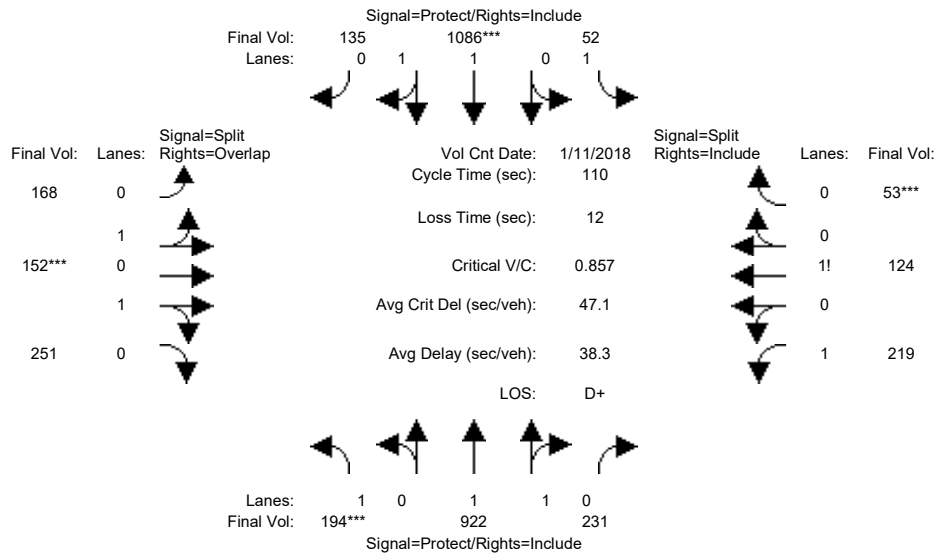 Signal=Protect/Rights=Include
Final Vol: 135 1086*** 52
Lanes: 0 1 1 0 1
Signal=Split
Final Vol: Lanes: Rights=Overlap
Vol Cnt Date: 1/11/2018
Signal=Split
Rights=Include Lanes: Final Vol:
Cycle Time (sec): 110
168 0
0 53***
Loss Time (sec): 12
1
0
152*** 0
Critical V/C: 0.857
1! 124
1
Avg Crit Del (sec/veh): 47.1
0
251 0
Avg Delay (sec/veh): 38.3
1 219
LOS: D+
Lanes: 1 0 1 1 0
Final Vol: 194*** 922 231
Signal=Protect/Rights=Include